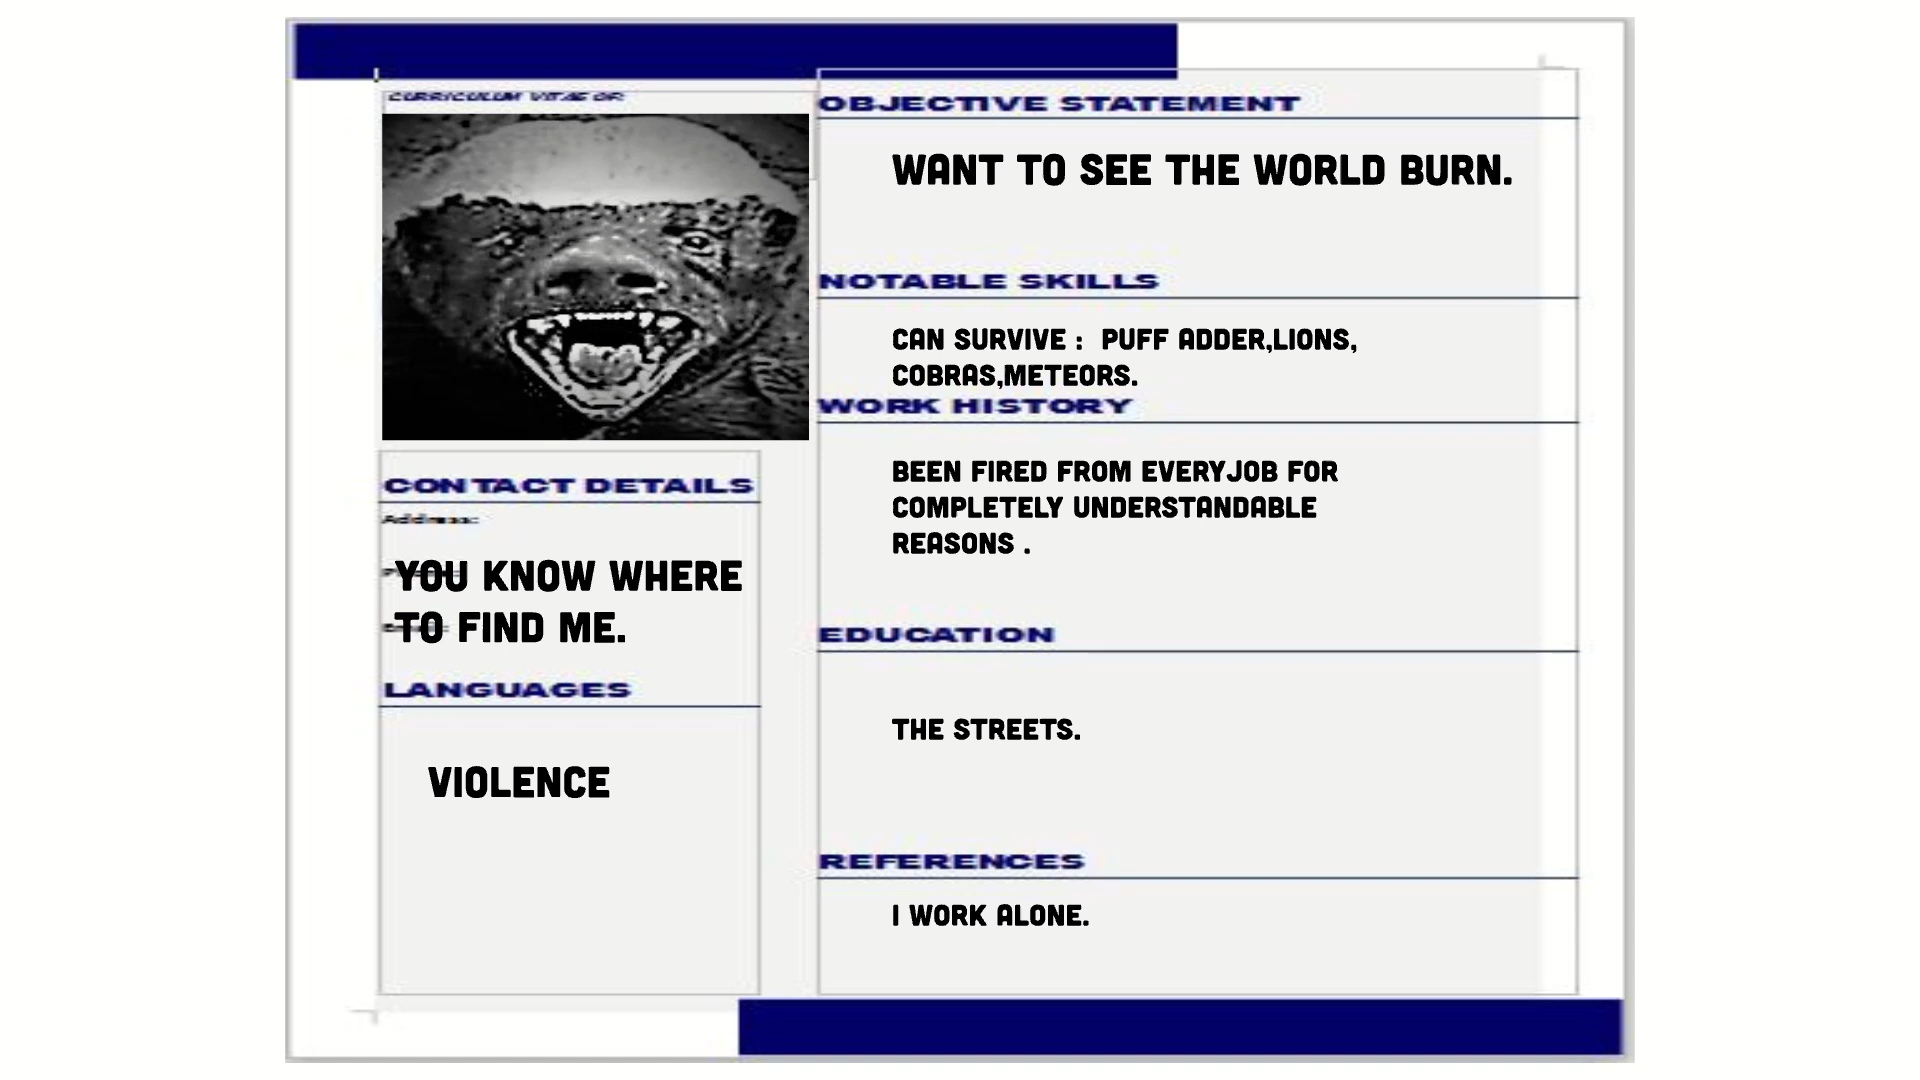 CURRICULUM VITAE OF:
CONTACT DETAILS
Address:
YOU KNOW WHERE
TO FIND ME.
LANGUAGES
VIOLENCE
OBJECTIVE STATEMENT
WANT TO SEE THE WORLD BURN.
NOTABLE SKILLS
CAN SURVIVE : PUFF ADDER,LIONS,
COBRAS,METEORS.
WORK HISTORY
BEEN FIRED FROM EVERYJOB FOR
COMPLETELY UNDERSTANDABLE
REASONS .
EDUCATION
THE STREETS.
REFERENCES
I WORK ALONE.